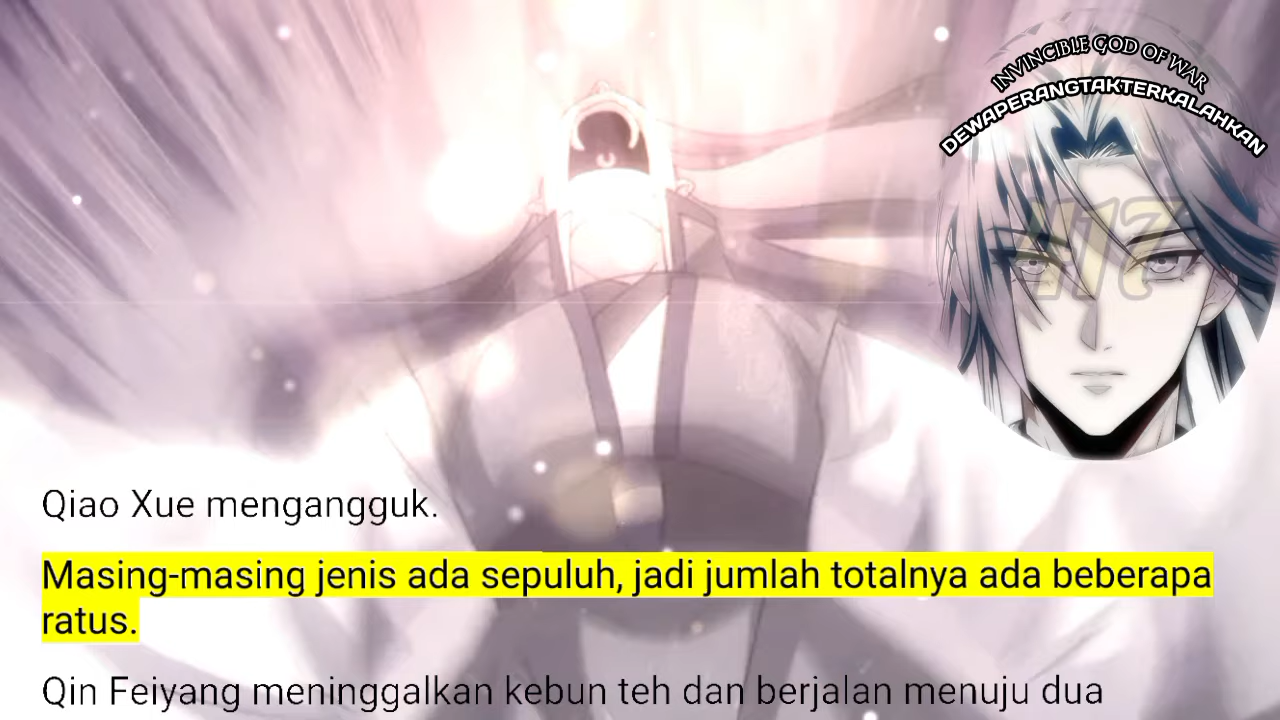 INVINCIBLE GOD OF WAR
DEWAPERANGTAKTERKALAHKAN
417
Qiao Xue mengangguk.
Masing-masing jenis ada sepuluh, jadi jumlah totalnya ada beberapa
ratus.
Qin Feiyang meninggalkan kebun teh dan berjalan menuju dua